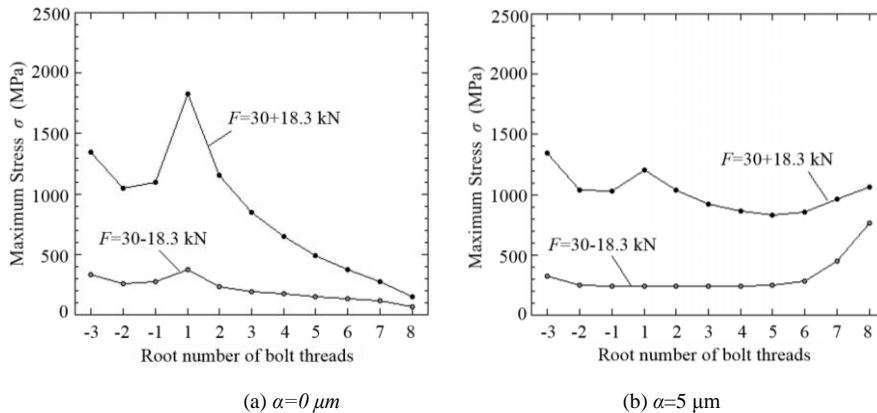 2500
2000
1500
1000
500
0
Maximum Stress σ (MPa)
F=30+18.3 kN
F=30-18.3 kN
-3 -2 -1 1 2 3 4 5 6 7 8
Root number of bolt threads
(a) α=0 μm
2500
2000
1500
1000
500
0
Maximum Stress σ (MPa)
F=30+18.3 kN
F=30-18.3 kN
-3 -2 -1 1 2 3 4 5 6 7 8
Root number of bolt threads
(b) α=5 μm